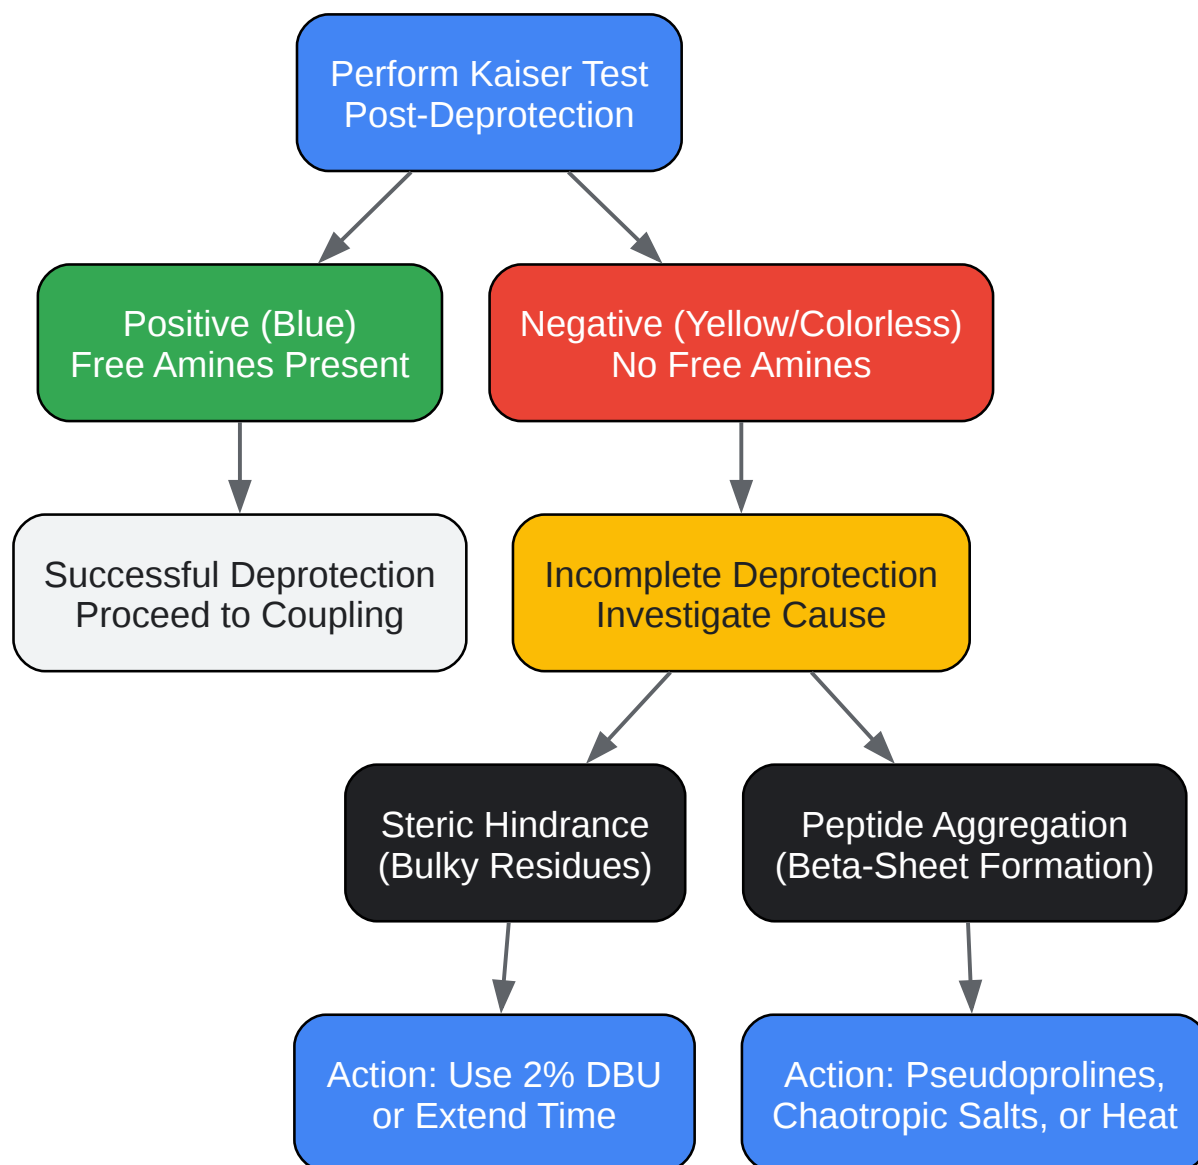 Perform Kaiser Test
Post-Deprotection
Positive (Blue)
Free Amines Present
Negative (Yellow/Colorless)
No Free Amines
Successful Deprotection
Proceed to Coupling
Incomplete Deprotection
Investigate Cause
Steric Hindrance
(Bulky Residues)
Peptide Aggregation
(Beta-Sheet Formation)
Action: Use 2% DBU
or Extend Time
Action: Pseudoprolines,
Chaotropic Salts, or Heat